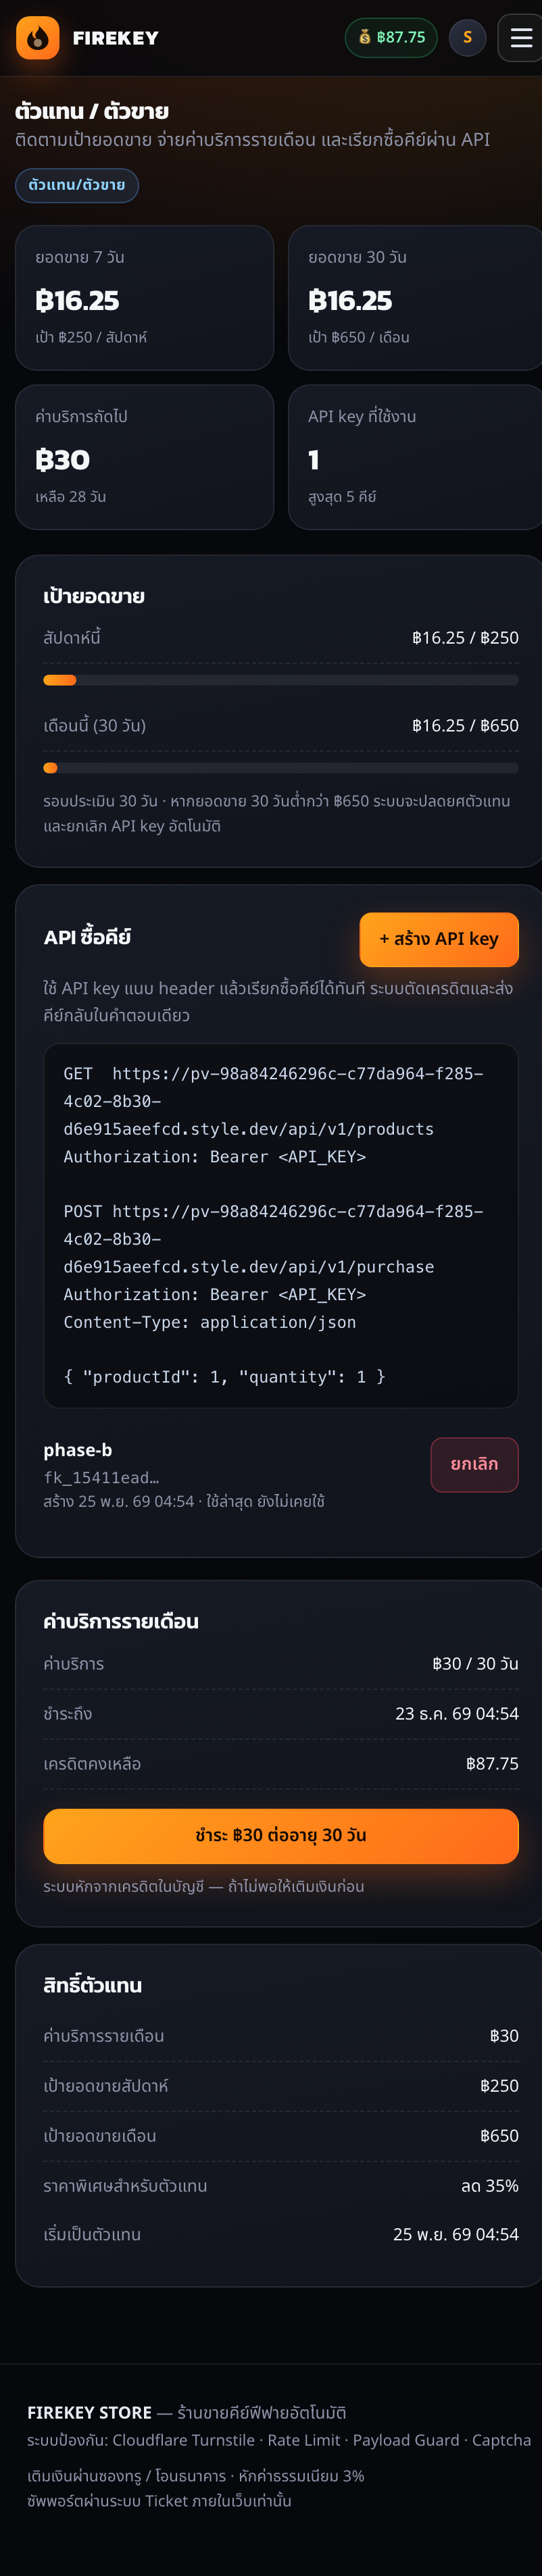 FIREKEY
฿87.75
S
ตัวแทน / ตัวขาย
ติดตามเป้ายอดขาย จ่ายค่าบริการรายเดือน และเรียกซื้อคีย์ผ่าน API
ตัวแทน/ตัวขาย
ยอดขาย 7 วัน
฿16.25
เป้า ฿250 / สัปดาห์
ยอดขาย 30 วัน
฿16.25
เป้า ฿650 / เดือน
ค่าบริการถัดไป
฿30
เหลือ 28 วัน
API key ที่ใช้งาน
1
สูงสุด 5 คีย์
เป้ายอดขาย
สัปดาห์นี้ ฿16.25 / ฿250
เดือนนี้ (30 วัน) ฿16.25 / ฿650
รอบประเมิน 30 วัน · หากยอดขาย 30 วันต่ำกว่า ฿650 ระบบจะปลดยศตัวแทน
และยกเลิก API key อัตโนมัติ
API ซื้อคีย์
+ สร้าง API key
ใช้ API key แนบ header แล้วเรียกซื้อคีย์ได้ทันที ระบบตัดเครดิตและส่ง
คีย์กลับในคำตอบเดียว
GET  https://pv-98a84246296c-c77da964-f285-
4c02-8b30-
d6e915aeefcd.style.dev/api/v1/products
Authorization: Bearer <API_KEY>
POST https://pv-98a84246296c-c77da964-f285-
4c02-8b30-
d6e915aeefcd.style.dev/api/v1/purchase
Authorization: Bearer <API_KEY>
Content-Type: application/json
{ "productId": 1, "quantity": 1 }
phase-b
fk_15411ead…
สร้าง 25 พ.ย. 69 04:54 · ใช้ล่าสุด ยังไม่เคยใช้
ยกเลิก
ค่าบริการรายเดือน
ค่าบริการ ฿30 / 30 วัน
ชำระถึง 23 ธ.ค. 69 04:54
เครดิตคงเหลือ ฿87.75
ชำระ ฿30 ต่ออายุ 30 วัน
ระบบหักจากเครดิตในบัญชี — ถ้าไม่พอให้เติมเงินก่อน
สิทธิ์ตัวแทน
ค่าบริการรายเดือน ฿30
เป้ายอดขายสัปดาห์ ฿250
เป้ายอดขายเดือน ฿650
ราคาพิเศษสำหรับตัวแทน ลด 35%
เริ่มเป็นตัวแทน 25 พ.ย. 69 04:54
FIREKEY STORE — ร้านขายคีย์ฟีฟายอัตโนมัติ
ระบบป้องกัน: Cloudflare Turnstile · Rate Limit · Payload Guard · Captcha
เติมเงินผ่านซองทรู / โอนธนาคาร · หักค่าธรรมเนียม 3%
ซัพพอร์ตผ่านระบบ Ticket ภายในเว็บเท่านั้น